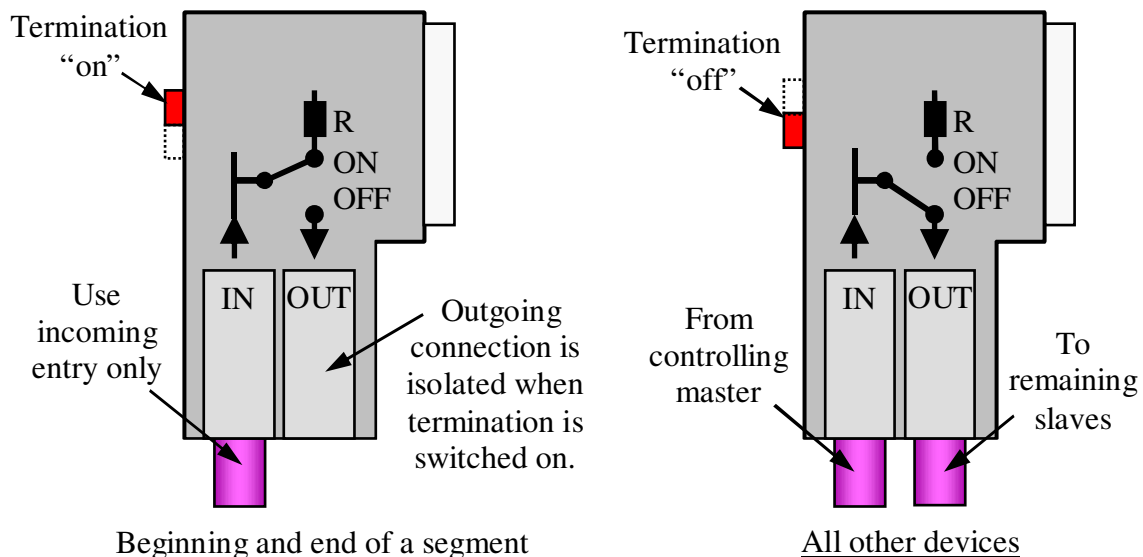 Termination
“on”
R
ON
OFF
IN
OUT
Use
incoming
entry only
Outgoing
connection is
isolated when
termination is
switched on.
Beginning and end of a segment
Termination
“off”
R
ON
OFF
IN
OUT
From
controlling
master
To
remaining
slaves
All other devices